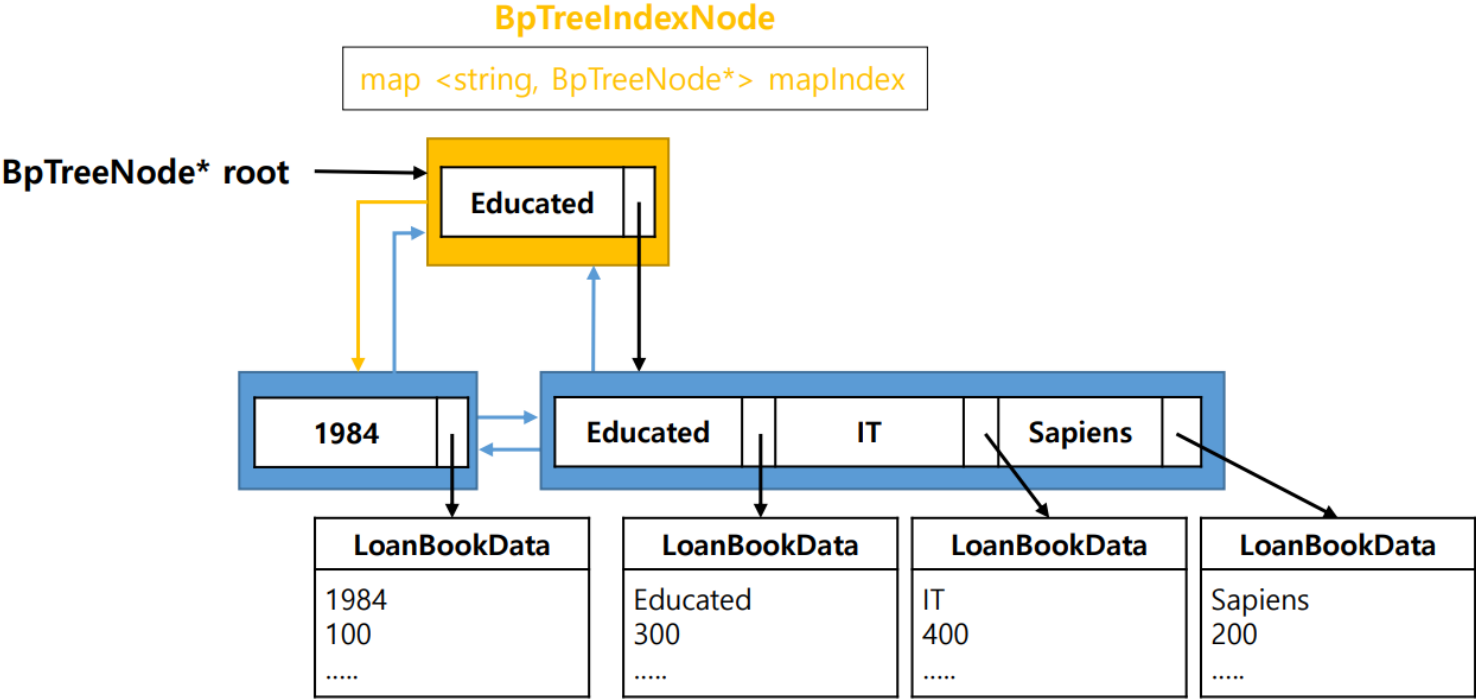 BpTreeIndexNode
map <string, BpTreeNode*> mapIndex
BpTreeNode* root
Educated
1984
Educated
IT
Sapiens
LoanBookData
1984
100
.....
LoanBookData
Educated
300
.....
LoanBookData
IT
400
.....
LoanBookData
Sapiens
200
.....